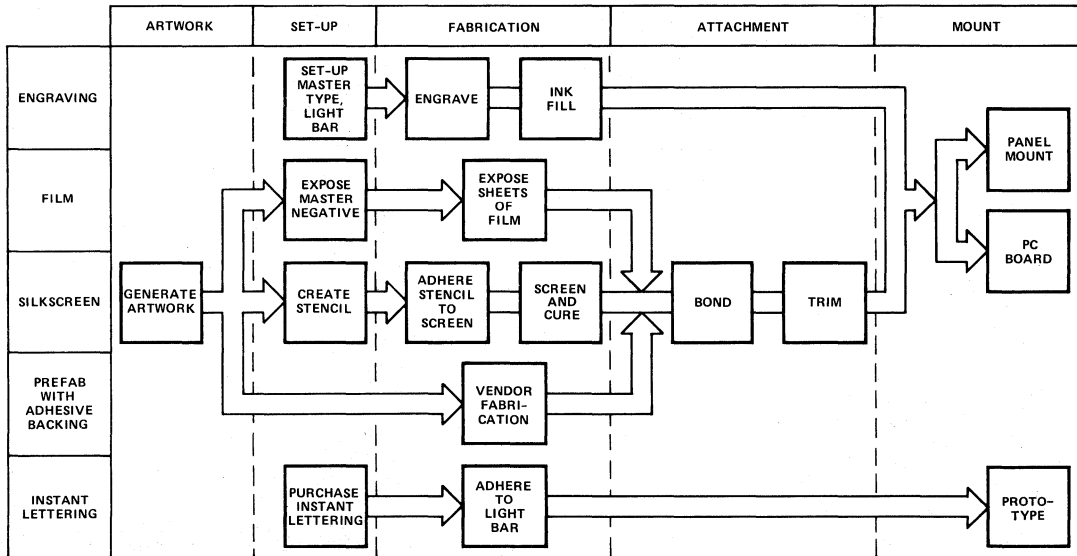 ARTWORK
SET-UP
FABRICATION
ATTACHMENT
MOUNT
ENGRAVING
SET-UP
MASTER
TYPE,
LIGHT
BAR
ENGRAVE
INK
FILL
PANEL
MOUNT
FILM
EXPOSE
MASTER
NEGATIVE
EXPOSE
SHEETS
OF
FILM
PC
BOARD
SILKSCREEN
GENERATE
ARTWORK
CREATE
STENCIL
ADHERE
STENCIL
TO
SCREEN
SCREEN
AND
CURE
BOND
TRIM
PREFAB
WITH
ADHESIVE
BACKING
VENDOR
FABRI-
CATION
INSTANT
LETTERING
PURCHASE
INSTANT
LETTERING
ADHERE
TO
LIGHT
BAR
PROTO-
TYPE